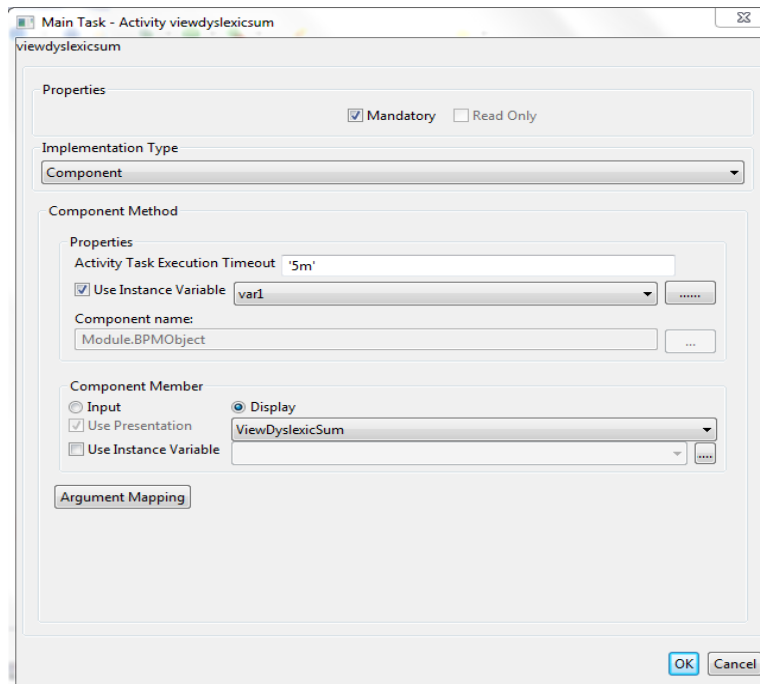 Main Task - Activity viewdyslexicsum
viewdyslexicsum
Properties
Mandatory Read Only
Implementation Type
Component
Component Method
Properties
Activity Task Execution Timeout '5m'
Use Instance Variable var1 ......
Component name:
Module.BPMObject ...
Component Member
Input Display
Use Presentation ViewDyslexicSum
Use Instance Variable ....
Argument Mapping
OK Cancel